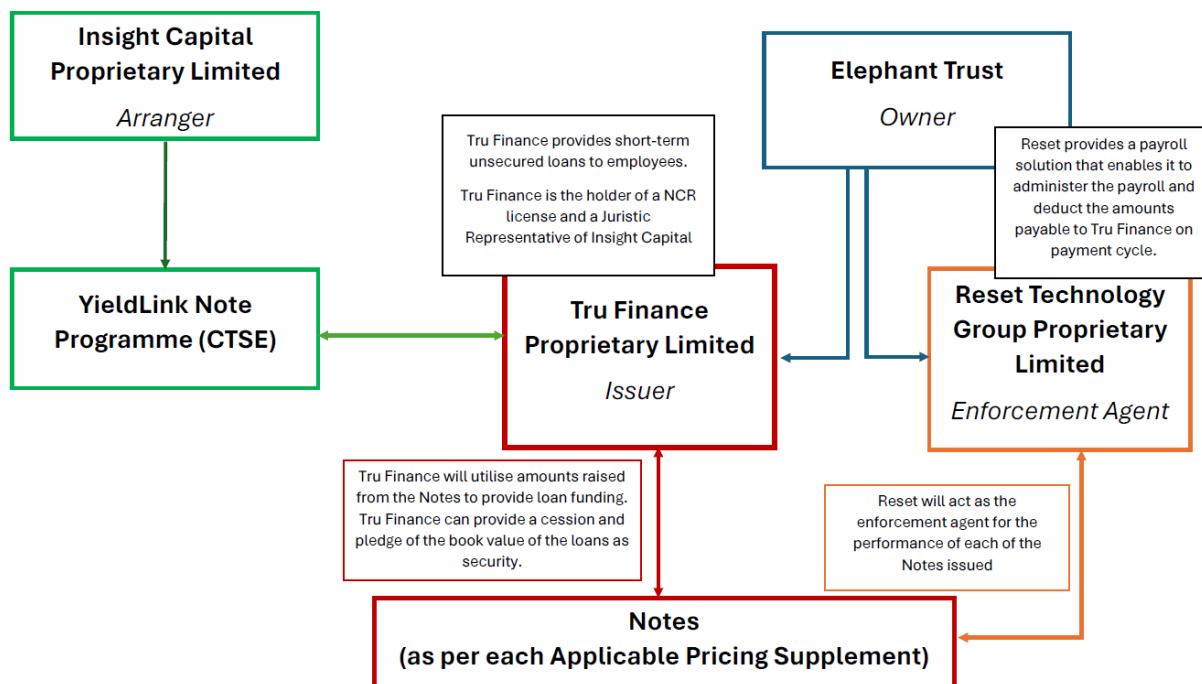 Insight Capital
Proprietary Limited
Arranger
Elephant Trust
Owner
Tru Finance provides short-term
unsecured loans to employees.
Tru Finance is the holder of a NCR
license and a Juristic
Representative of Insight Capital
Reset provides a payroll
solution that enables it to
administer the payroll and
deduct the amounts
payable to Tru Finance on
payment cycle.
YieldLink Note
Programme (CTSE)
Tru Finance
Proprietary Limited
Issuer
Reset Technology
Group Proprietary
Limited
Enforcement Agent
Tru Finance will utilise amounts raised
from the Notes to provide loan funding.
Tru Finance can provide a cession and
pledge of the book value of the loans as
security.
Reset will act as the
enforcement agent for the
performance of each of the
Notes issued
Notes
(as per each Applicable Pricing Supplement)